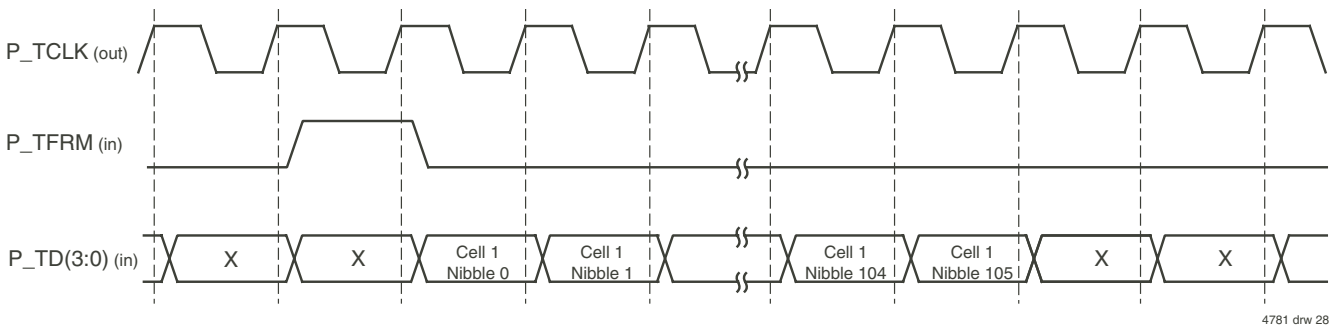 P_TCLK (out)
P_TFRM (in)
P_TD(3:0) (in)
X
X
Cell 1
Nibble 0
Cell 1
Nibble 1
Cell 1
Nibble 104
Cell 1
Nibble 105
X
X
4781 drw 28